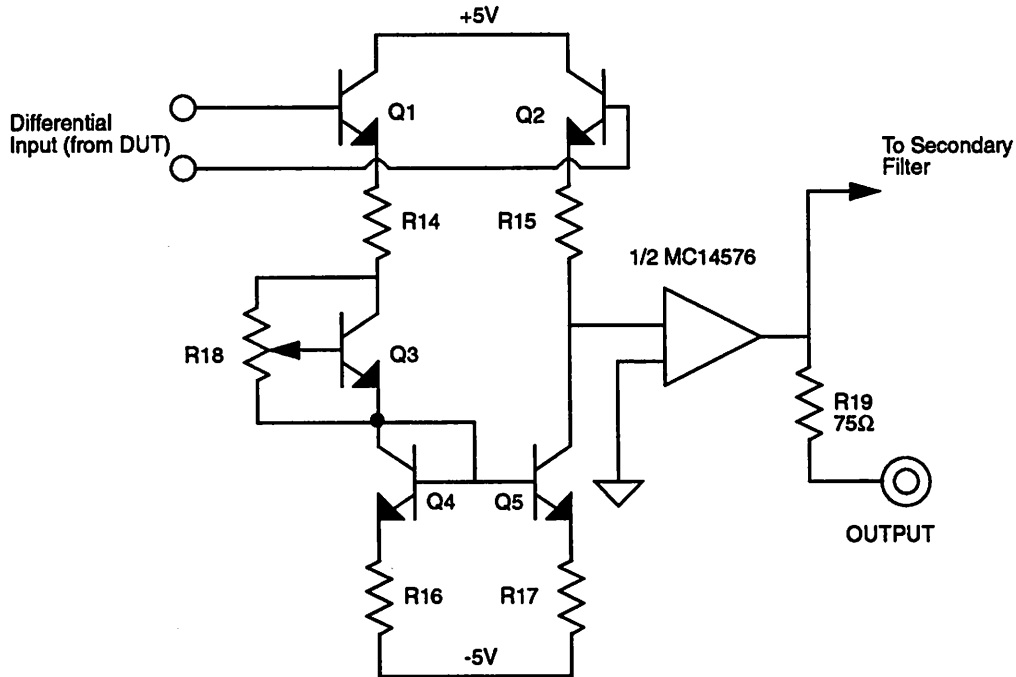 +5V
Q1
Q2
Differential
Input (from DUT)
To Secondary
Filter
R14
R15
1/2 MC14576
R18
Q3
R19
75Ω
Q4
Q5
OUTPUT
R16
R17
-5V